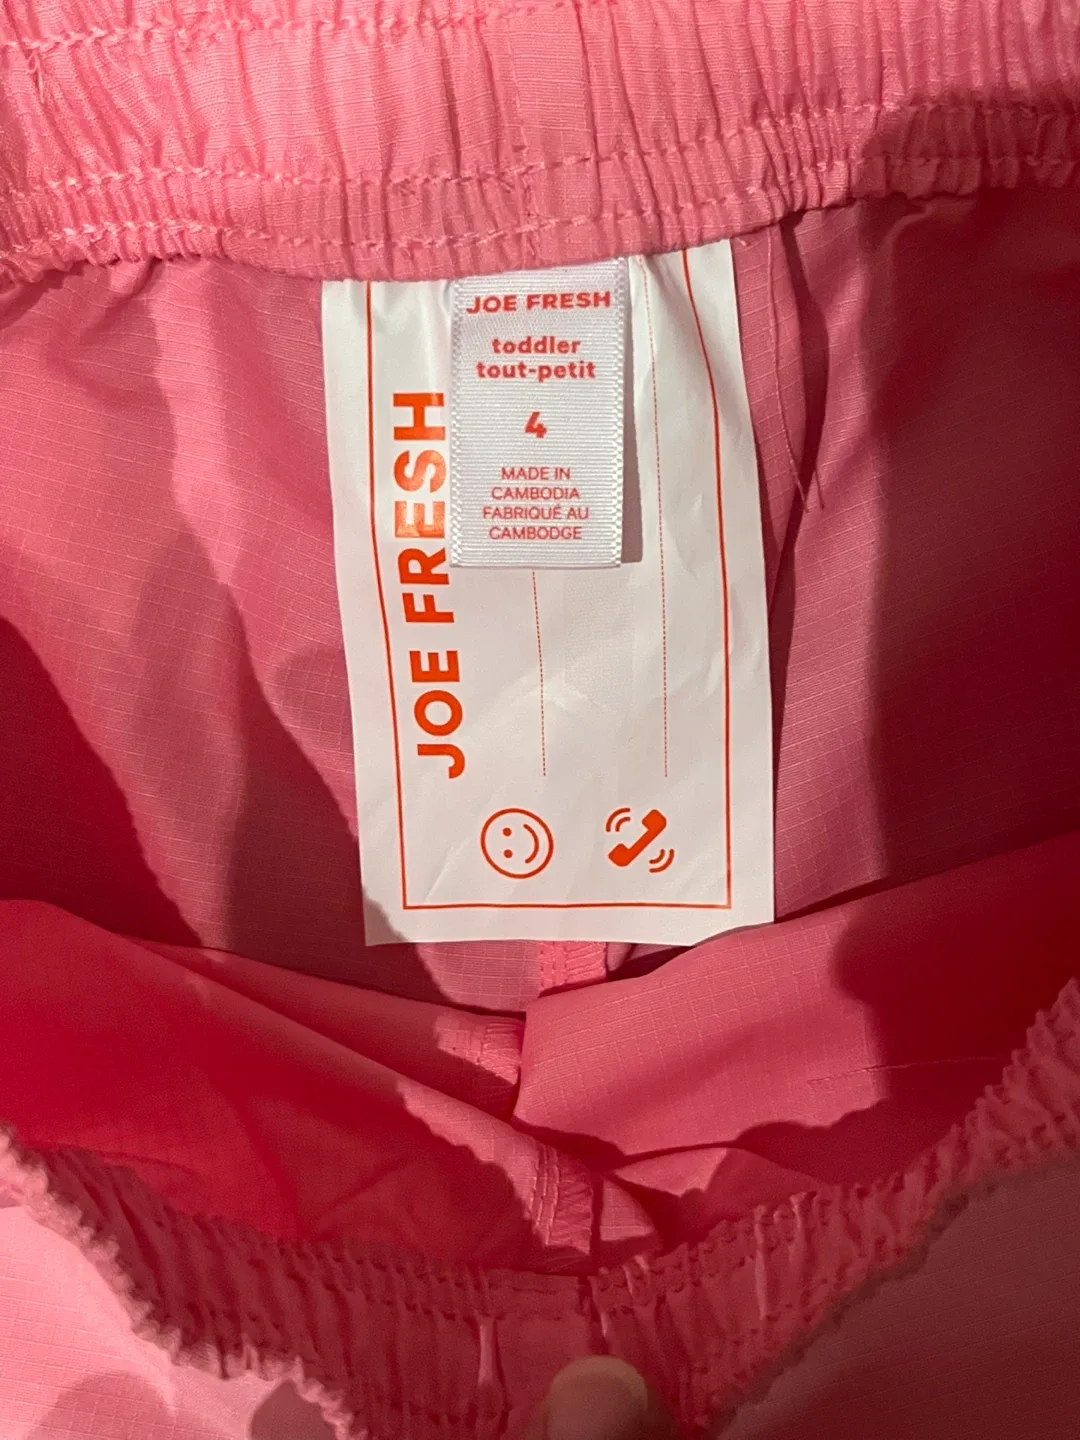 JOE FRESH
toddler
tout-petit
4
MADE IN
CAMBODIA
FABRIQUÉ AU
CAMBODGE
JOE FRESH